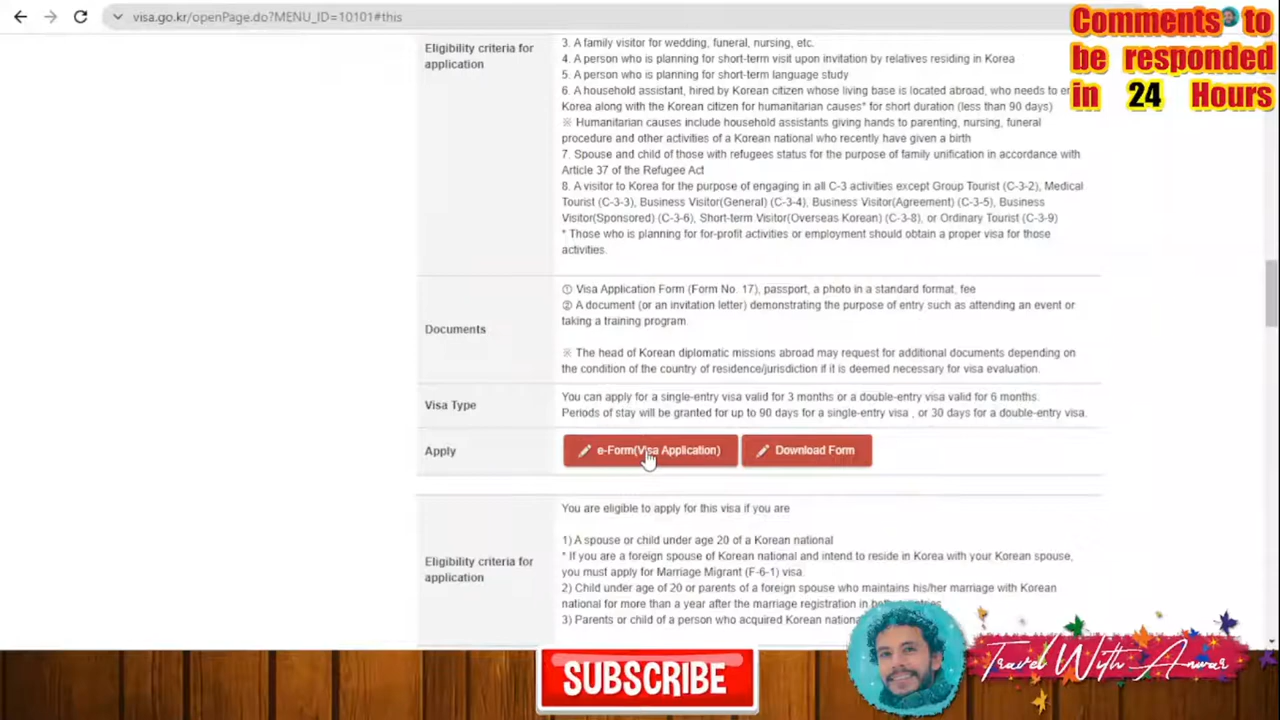 visa.go.kr/openPage.do?MENU_ID=10101#this
Comments to
be responded
in 24 Hours
Eligibility criteria for
application
3. A family visitor for wedding, funeral, nursing, etc.
4. A person who is planning for short-term visit upon invitation by relatives residing in Korea
5. A person who is planning for short-term language study
6. A household assistant, hired by Korean citizen whose living base is located abroad, who needs to
Korea along with the Korean citizen for humanitarian causes* for short duration (less than 90 days)
※ Humanitarian causes include household assistants giving hands to parenting, nursing, funeral
procedure and other activities of a Korean national who recently have given a birth
7. Spouse and child of those with refugees status for the purpose of family unification in accordance with
Article 37 of the Refugee Act
8. A visitor to Korea for the purpose of engaging in all C-3 activities except Group Tourist (C-3-2), Medical
Tourist (C-3-3), Business Visitor(General) (C-3-4), Business Visitor(Agreement) (C-3-5), Business
Visitor(Sponsored) (C-3-6), Short-term Visitor(Overseas Korean) (C-3-8), or Ordinary Tourist (C-3-9)
* Those who is planning for for-profit activities or employment should obtain a proper visa for those
activities.
Documents
① Visa Application Form (Form No. 17), passport, a photo in a standard format, fee
② A document (or an invitation letter) demonstrating the purpose of entry such as attending an event or
taking a training program.
※ The head of Korean diplomatic missions abroad may request for additional documents depending on
the condition of the country of residence/jurisdiction if it is deemed necessary for visa evaluation.
Visa Type
You can apply for a single-entry visa valid for 3 months or a double-entry visa valid for 6 months.
Periods of stay will be granted for up to 90 days for a single-entry visa , or 30 days for a double-entry visa.
Apply
e-Form(Visa Application)
Download Form
Eligibility criteria for
application
You are eligible to apply for this visa if you are
1) A spouse or child under age 20 of a Korean national
* If you are a foreign spouse of Korean national and intend to reside in Korea with your Korean spouse,
you must apply for Marriage Migrant (F-6-1) visa.
2) Child under age of 20 or parents of a foreign spouse who maintains his/her marriage with Korean
national for more than a year after the marriage registration in
3) Parents or child of a person who acquired Korean
SUBSCRIBE
Travel With Anwar